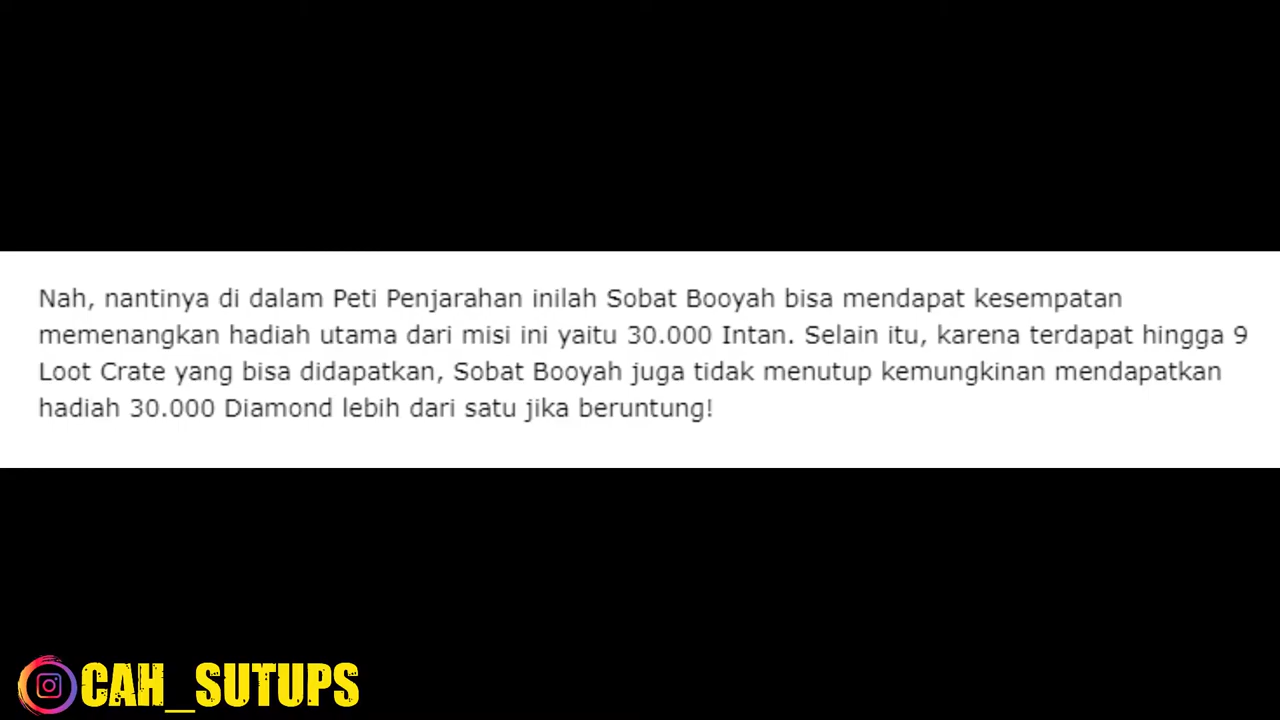 Nah, nantinya di dalam Peti Penjarahan inilah Sobat Booyah bisa mendapat kesempatan
memenangkan hadiah utama dari misi ini yaitu 30.000 Intan. Selain itu, karena terdapat hingga 9
Loot Crate yang bisa didapatkan, Sobat Booyah juga tidak menutup kemungkinan mendapatkan
hadiah 30.000 Diamond lebih dari satu jika beruntung!
CAH_SUTUPS